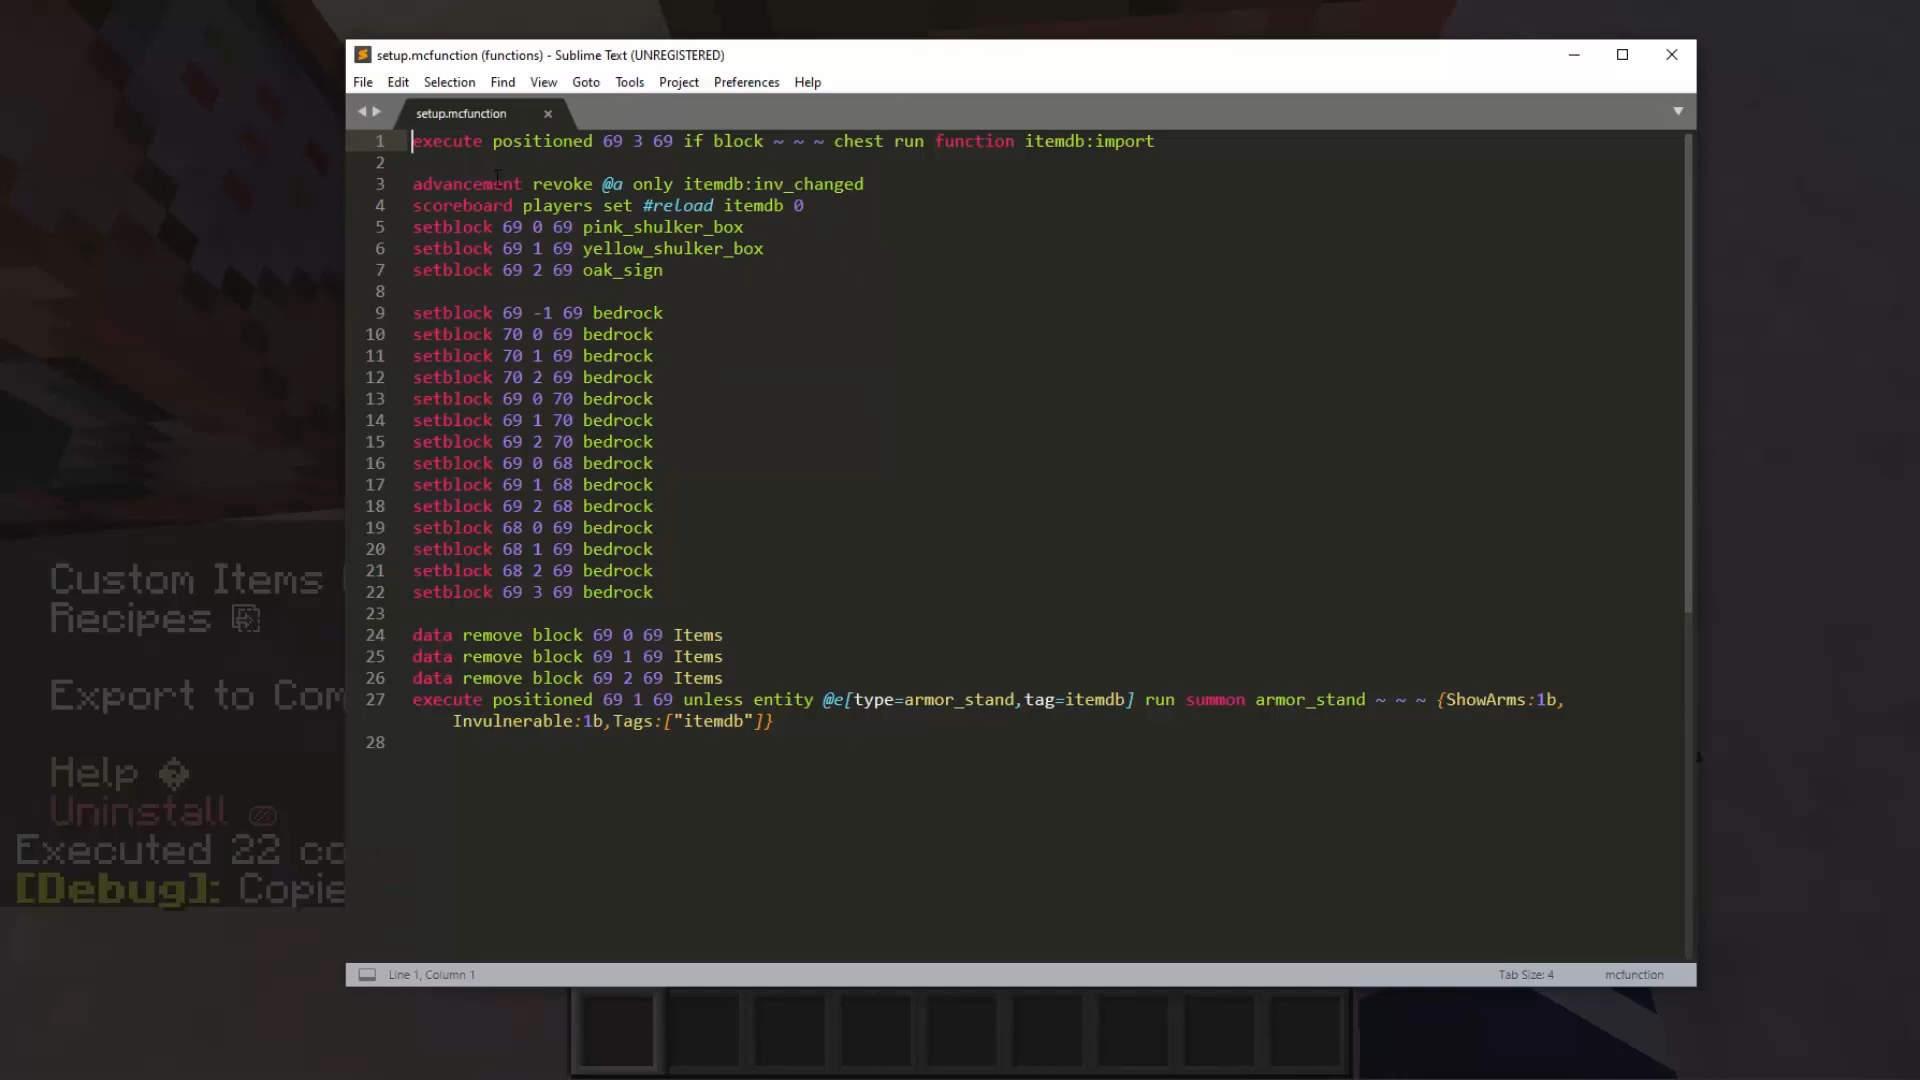 setup.mcfunction (functions) - Sublime Text (UNREGISTERED)
File Edit Selection Find View Goto Tools Project Preferences Help
setup.mcfunction
1 execute positioned 69 3 69 if block ~ ~ ~ chest run function itemdb:import
2
3 advancement revoke @a only itemdb:inv_changed
4 scoreboard players set #reload itemdb 0
5 setblock 69 0 69 pink_shulker_box
6 setblock 69 1 69 yellow_shulker_box
7 setblock 69 2 69 oak_sign
8
9 setblock 69 -1 69 bedrock
10 setblock 70 0 69 bedrock
11 setblock 70 1 69 bedrock
12 setblock 70 2 69 bedrock
13 setblock 69 0 70 bedrock
14 setblock 69 1 70 bedrock
15 setblock 69 2 70 bedrock
16 setblock 69 0 68 bedrock
17 setblock 69 1 68 bedrock
18 setblock 69 2 68 bedrock
19 setblock 68 0 69 bedrock
20 setblock 68 1 69 bedrock
21 setblock 68 2 69 bedrock
22 setblock 69 3 69 bedrock
23
24 data remove block 69 0 69 Items
25 data remove block 69 1 69 Items
26 data remove block 69 2 69 Items
27 execute positioned 69 1 69 unless entity @e[type=armor_stand,tag=itemdb] run summon armor_stand ~ ~ ~ {ShowArms:1b,
Invulnerable:1b,Tags:["itemdb"]}
28
Line 1, Column 1
Tab Size: 4
mcfunction
Custom Items
Recipes
Export to Com
Help
Uninstall
Executed 22 co
[Debug]: Copie